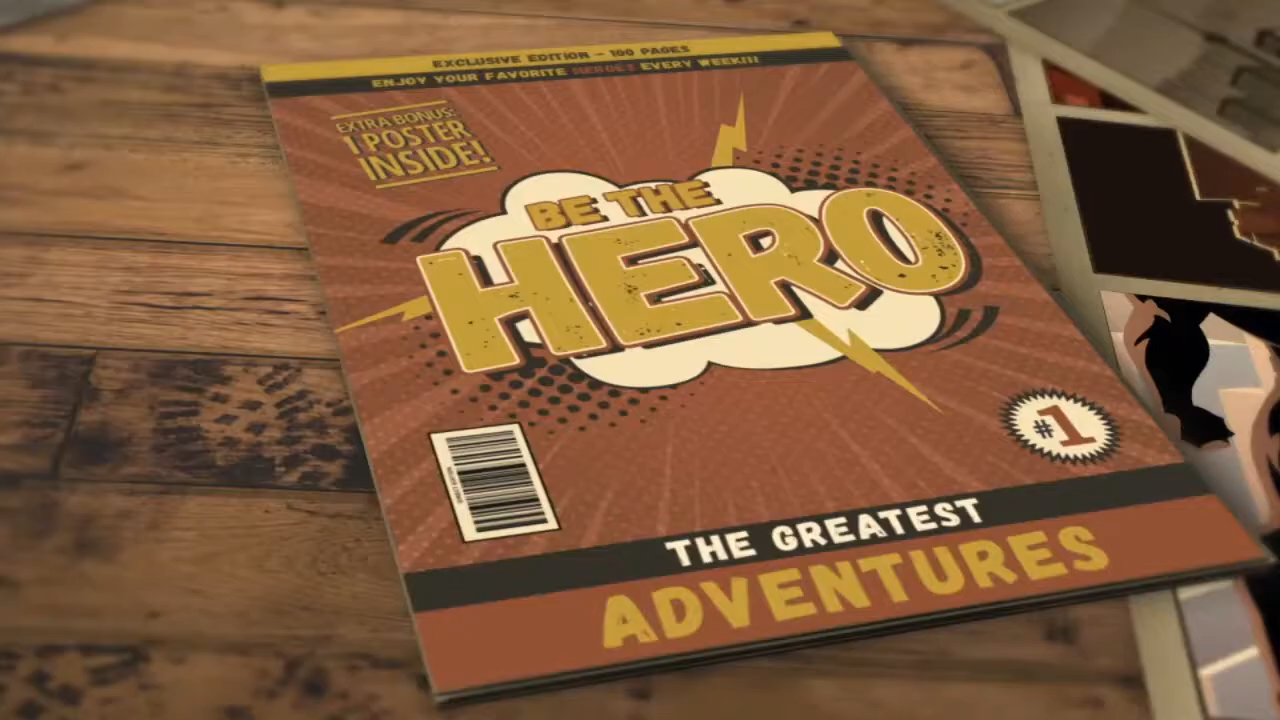 EXCLUSIVE EDITION - 100 PAGES
ENJOY YOUR FAVORITE HEROES EVERY WEEK!!!
EXTRA BONUS:
1 POSTER
INSIDE!
BE THE
HERO
#1
THE GREATEST
ADVENTURES